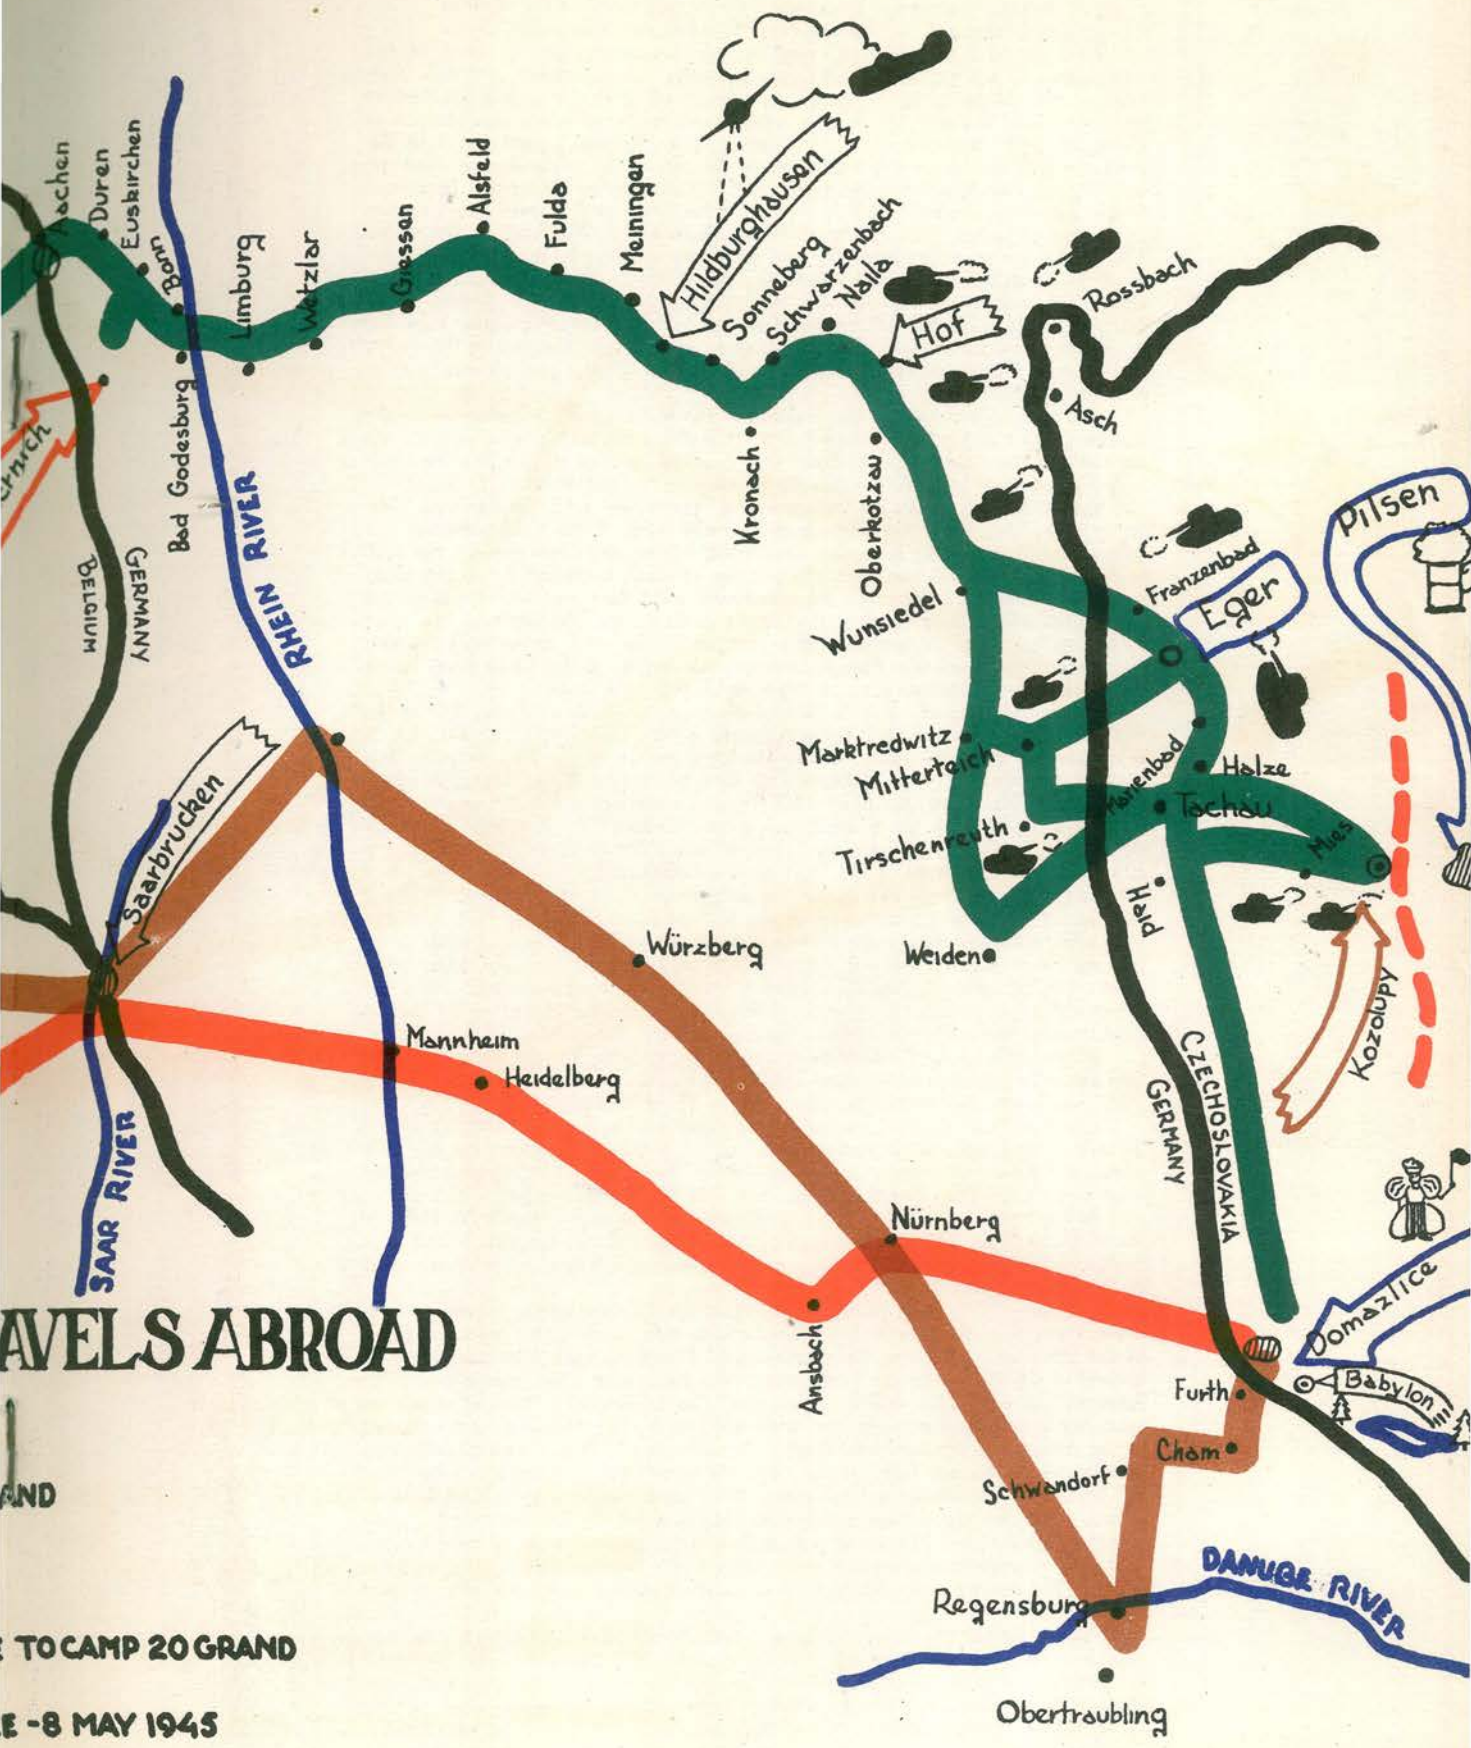 Aachen
Duren
Euskirchen
Bonn
Limburg
Wetzlar
Giessen
Alsfeld
Fulda
Meiningen
Hildburghausen
Sonneberg
Schwarzenbach
Nalla
Hof
Rossbach
Asch
Bad Godesburg
RHEIN RIVER
BELGIUM
GERMANY
Kronach
Oberkotzau
Pilsen
Franzenbad
Eger
Wunsiedel
Marktredwitz
Mitterteich
Marienbad
Halze
Tachau
Tirschenreuth
Mies
Saarbrucken
Haid
Weiden
Würzberg
Kozolupy
Mannheim
Heidelberg
CZECHOSLOVAKIA
GERMANY
SAAR RIVER
Nürnberg
Domazlice
AVELS ABROAD
Ansbach
Furth
Babylon
Cham
Schwandorf
AND
DANUBE RIVER
Regensburg
TO CAMP 20 GRAND
Obertraubling
E - 8 MAY 1945